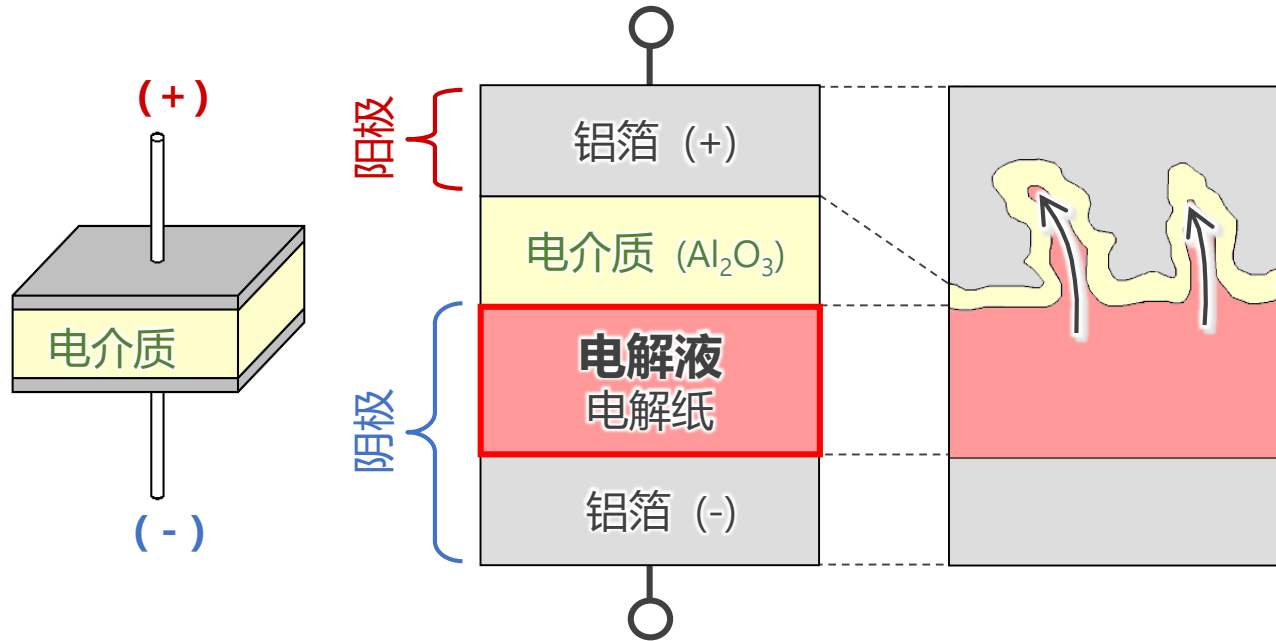 (+)
电介质
(-)
阳极
铝箔 (+)
电介质 (Al₂O₃)
阴极
电解液
电解纸
铝箔 (-)